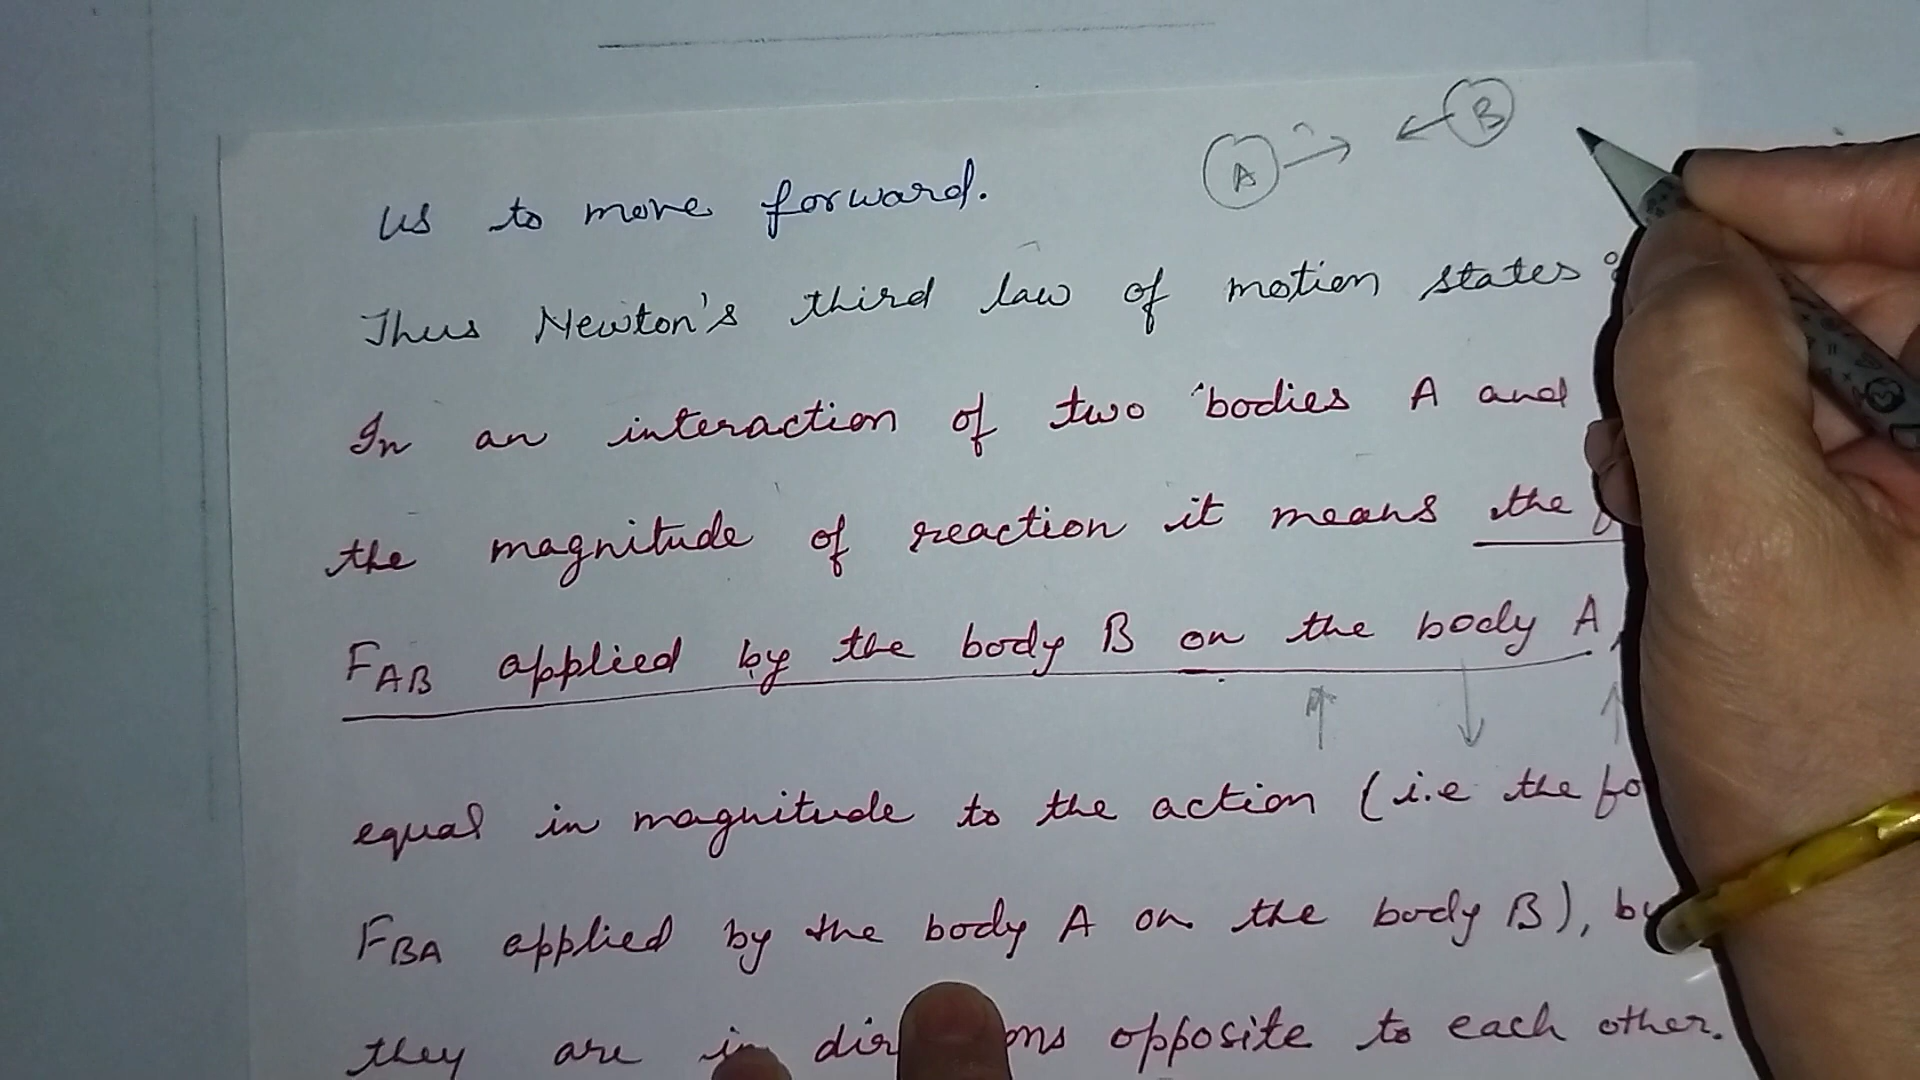 A
B
us to move forward.
Thus Newton's third law of motion states :
In an interaction of two bodies A and
the magnitude of reaction it means the
FAB applied by the body B on the body A,
equal in magnitude to the action (i.e the
FBA applied by the body A on the body B),
they are in opposite to each other.